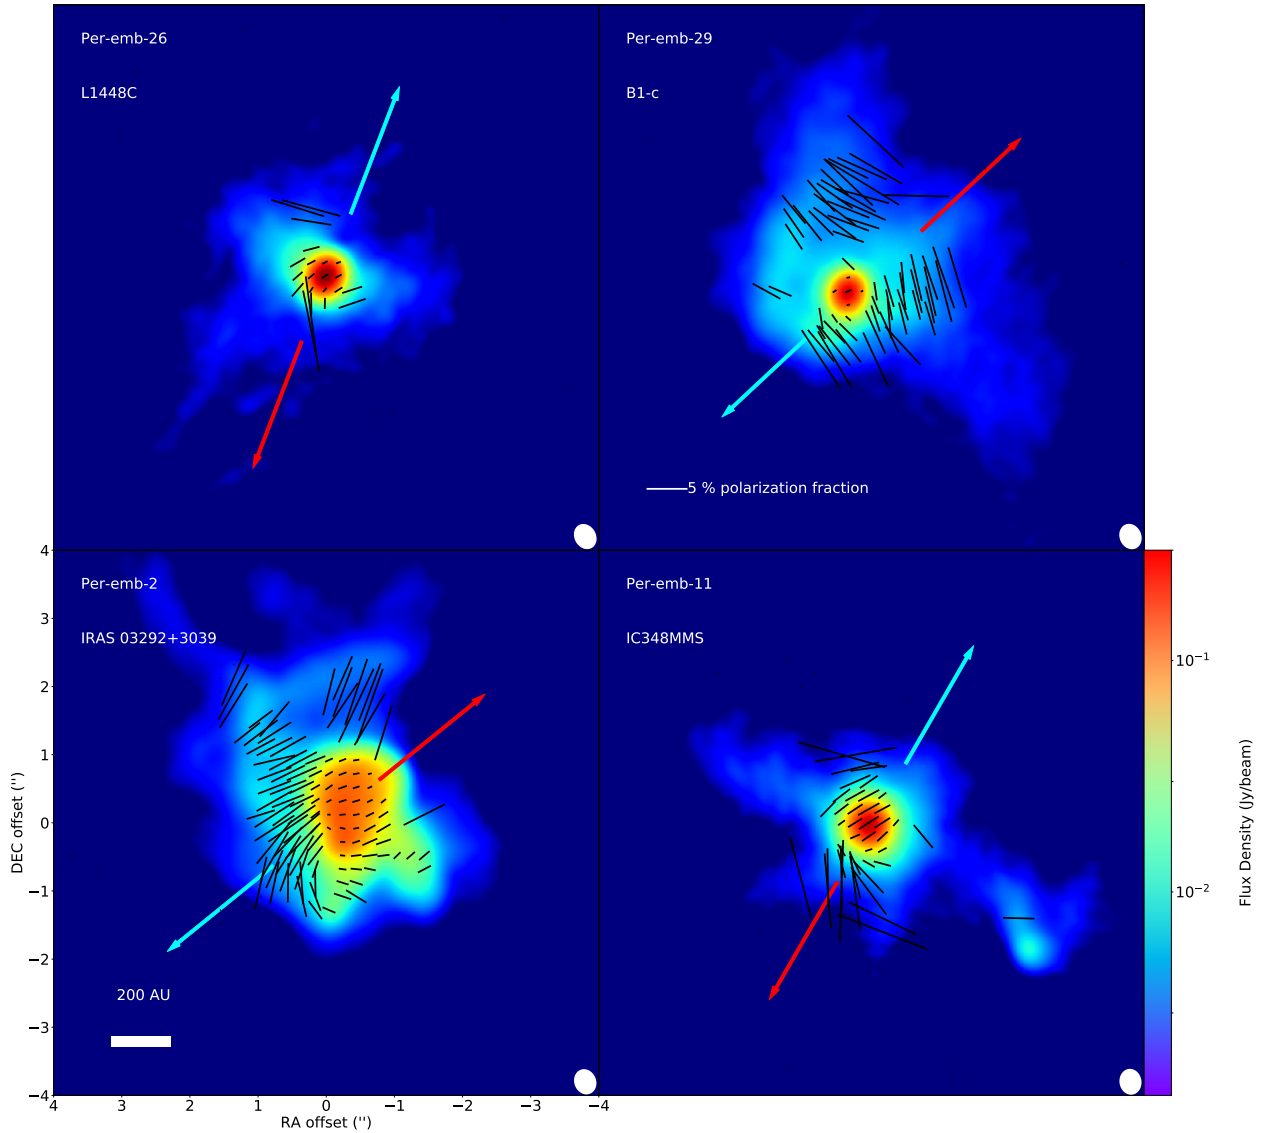 Per-emb-26
L1448C
Per-emb-29
B1-c
5 % polarization fraction
Per-emb-2
IRAS 03292+3039
200 AU
Per-emb-11
IC348MMS
4
3
2
1
0
−1
−2
−3
−4
DEC offset ('')
4 3 2 1 0 −1 −2 −3 −4
RA offset ('')
10⁻¹
10⁻²
Flux Density (Jy/beam)